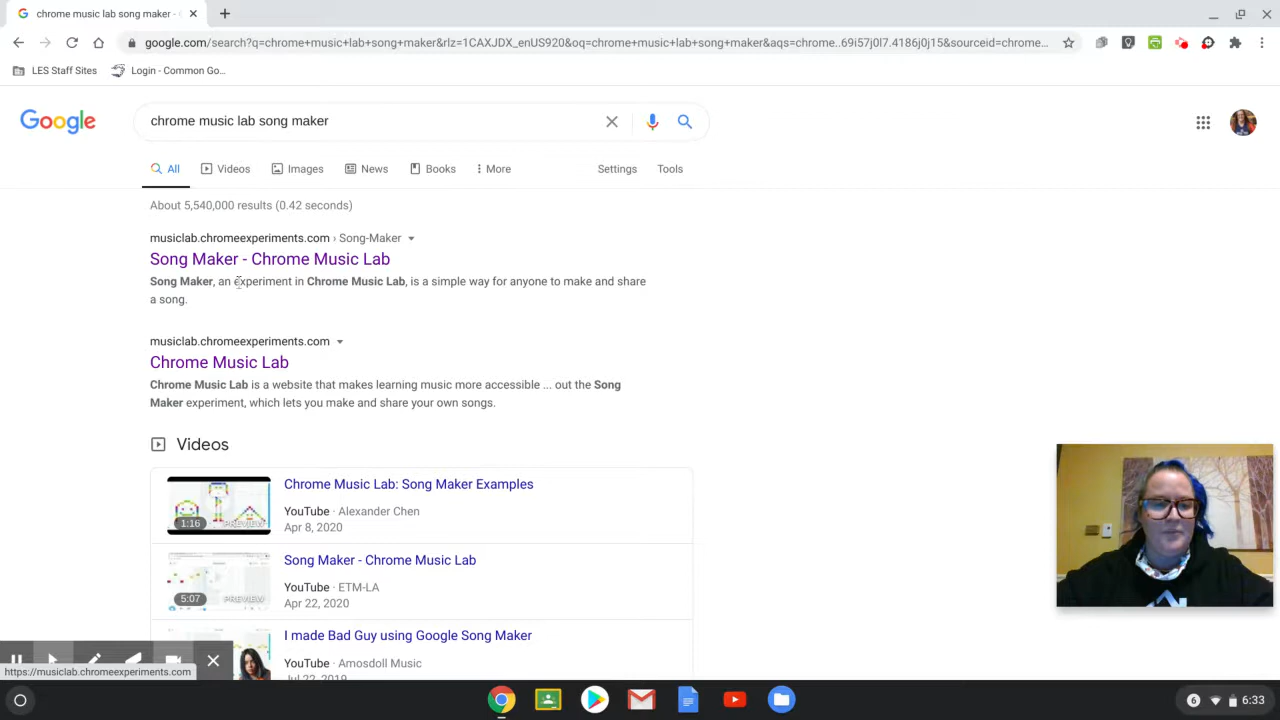 chrome music lab song maker - 
google.com/search?q=chrome+music+lab+song+maker&rlz=1CAXJDX_enUS920&oq=chrome+music+lab+song+maker&aqs=chrome..69i57j0l7.4186j0j15&sourceid=chrome...
LES Staff Sites Login - Common Go...
Google
chrome music lab song maker
All Videos Images News Books More Settings Tools
About 5,540,000 results (0.42 seconds)
musiclab.chromeexperiments.com › Song-Maker
Song Maker - Chrome Music Lab
Song Maker, an experiment in Chrome Music Lab, is a simple way for anyone to make and share
a song.
musiclab.chromeexperiments.com
Chrome Music Lab
Chrome Music Lab is a website that makes learning music more accessible ... out the Song
Maker experiment, which lets you make and share your own songs.
Videos
Chrome Music Lab: Song Maker Examples
YouTube · Alexander Chen
1:16 PREVIEW
Apr 8, 2020
Song Maker - Chrome Music Lab
YouTube · ETM-LA
5:07 PREVIEW
Apr 22, 2020
I made Bad Guy using Google Song Maker
YouTube · Amosdoll Music
Jul 22, 2019
https://musiclab.chromeexperiments.com
6 6:33